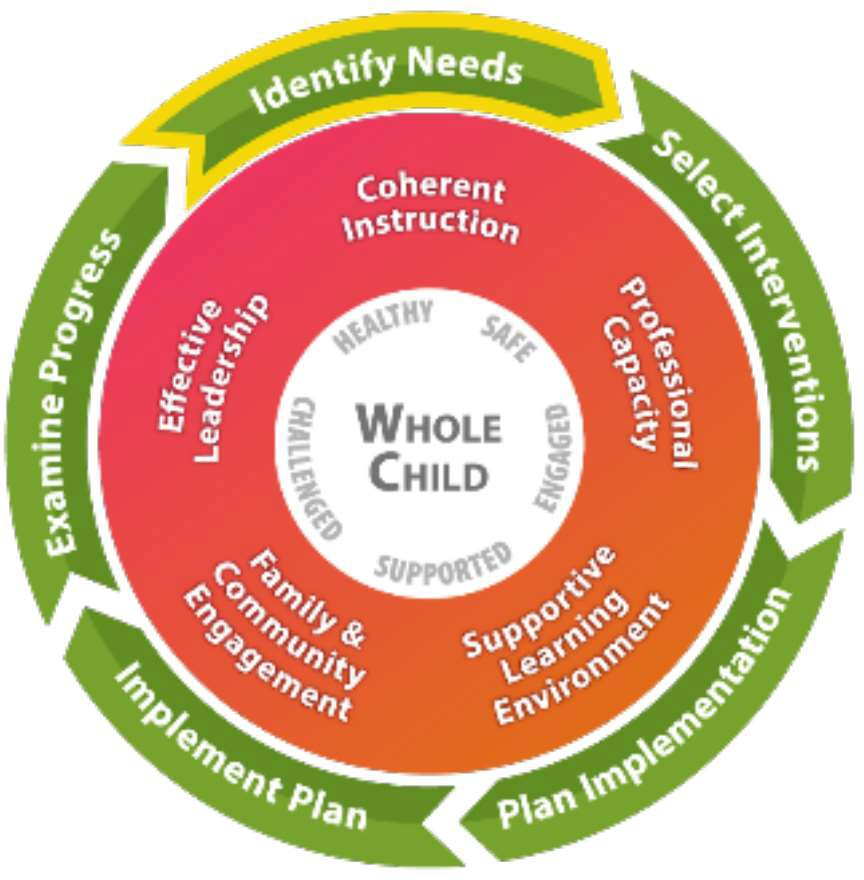 Identify Needs
Select Interventions
Plan Implementation
Implement Plan
Examine Progress
Coherent
Instruction
Professional
Capacity
Supportive
Learning
Environment
Family &
Community
Engagement
Effective
Leadership
HEALTHY
SAFE
ENGAGED
SUPPORTED
CHALLENGED
WHOLE
CHILD